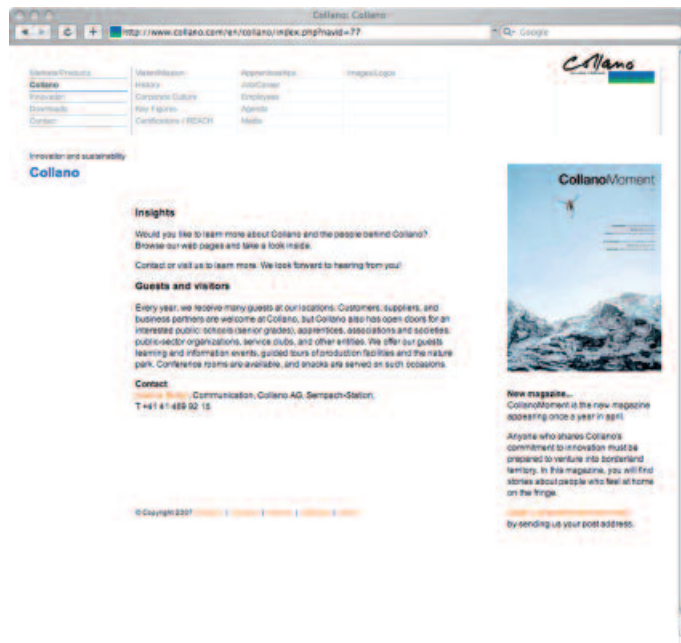 Collano: Collano
http://www.collano.com/en/collano/index.php?navid=77
Google
Collano
Vision/Mission
Apprenticeships
Images/Logos
Collano
History
Job/Career
Innovation
Corporate Culture
Employees
Downloads
Key Figures
Agenda
Contact
Certifications / REACH
Media
Innovation and sustainability
Collano
Insights
Would you like to learn more about Collano and the people behind Collano?
Browse our web pages and take a look inside.
Contact or visit us to learn more. We look forward to hearing from you!
Guests and visitors
Every year, we receive many guests at our locations. Customers, suppliers, and
business partners are welcome at Collano, but Collano also has open doors for an
interested public: schools (senior grades), apprentices, associations and societies,
public-sector organizations, service clubs, and other entities. We offer our guests
learning and information events, guided tours of production facilities and the nature
park. Conference rooms are available, and snacks are served on such occasions.
Contact
Communication, Collano AG, Sempach-Station,
T +41 41 469 92 15
© Copyright 2007
CollanoMoment
New magazine...
CollanoMoment is the new magazine
appearing once a year in april.
Anyone who shares Collano's
commitment to innovation must be
prepared to venture into borderland
territory. In this magazine, you will find
stories about people who feel at home
on the fringe.
by sending us your post address.